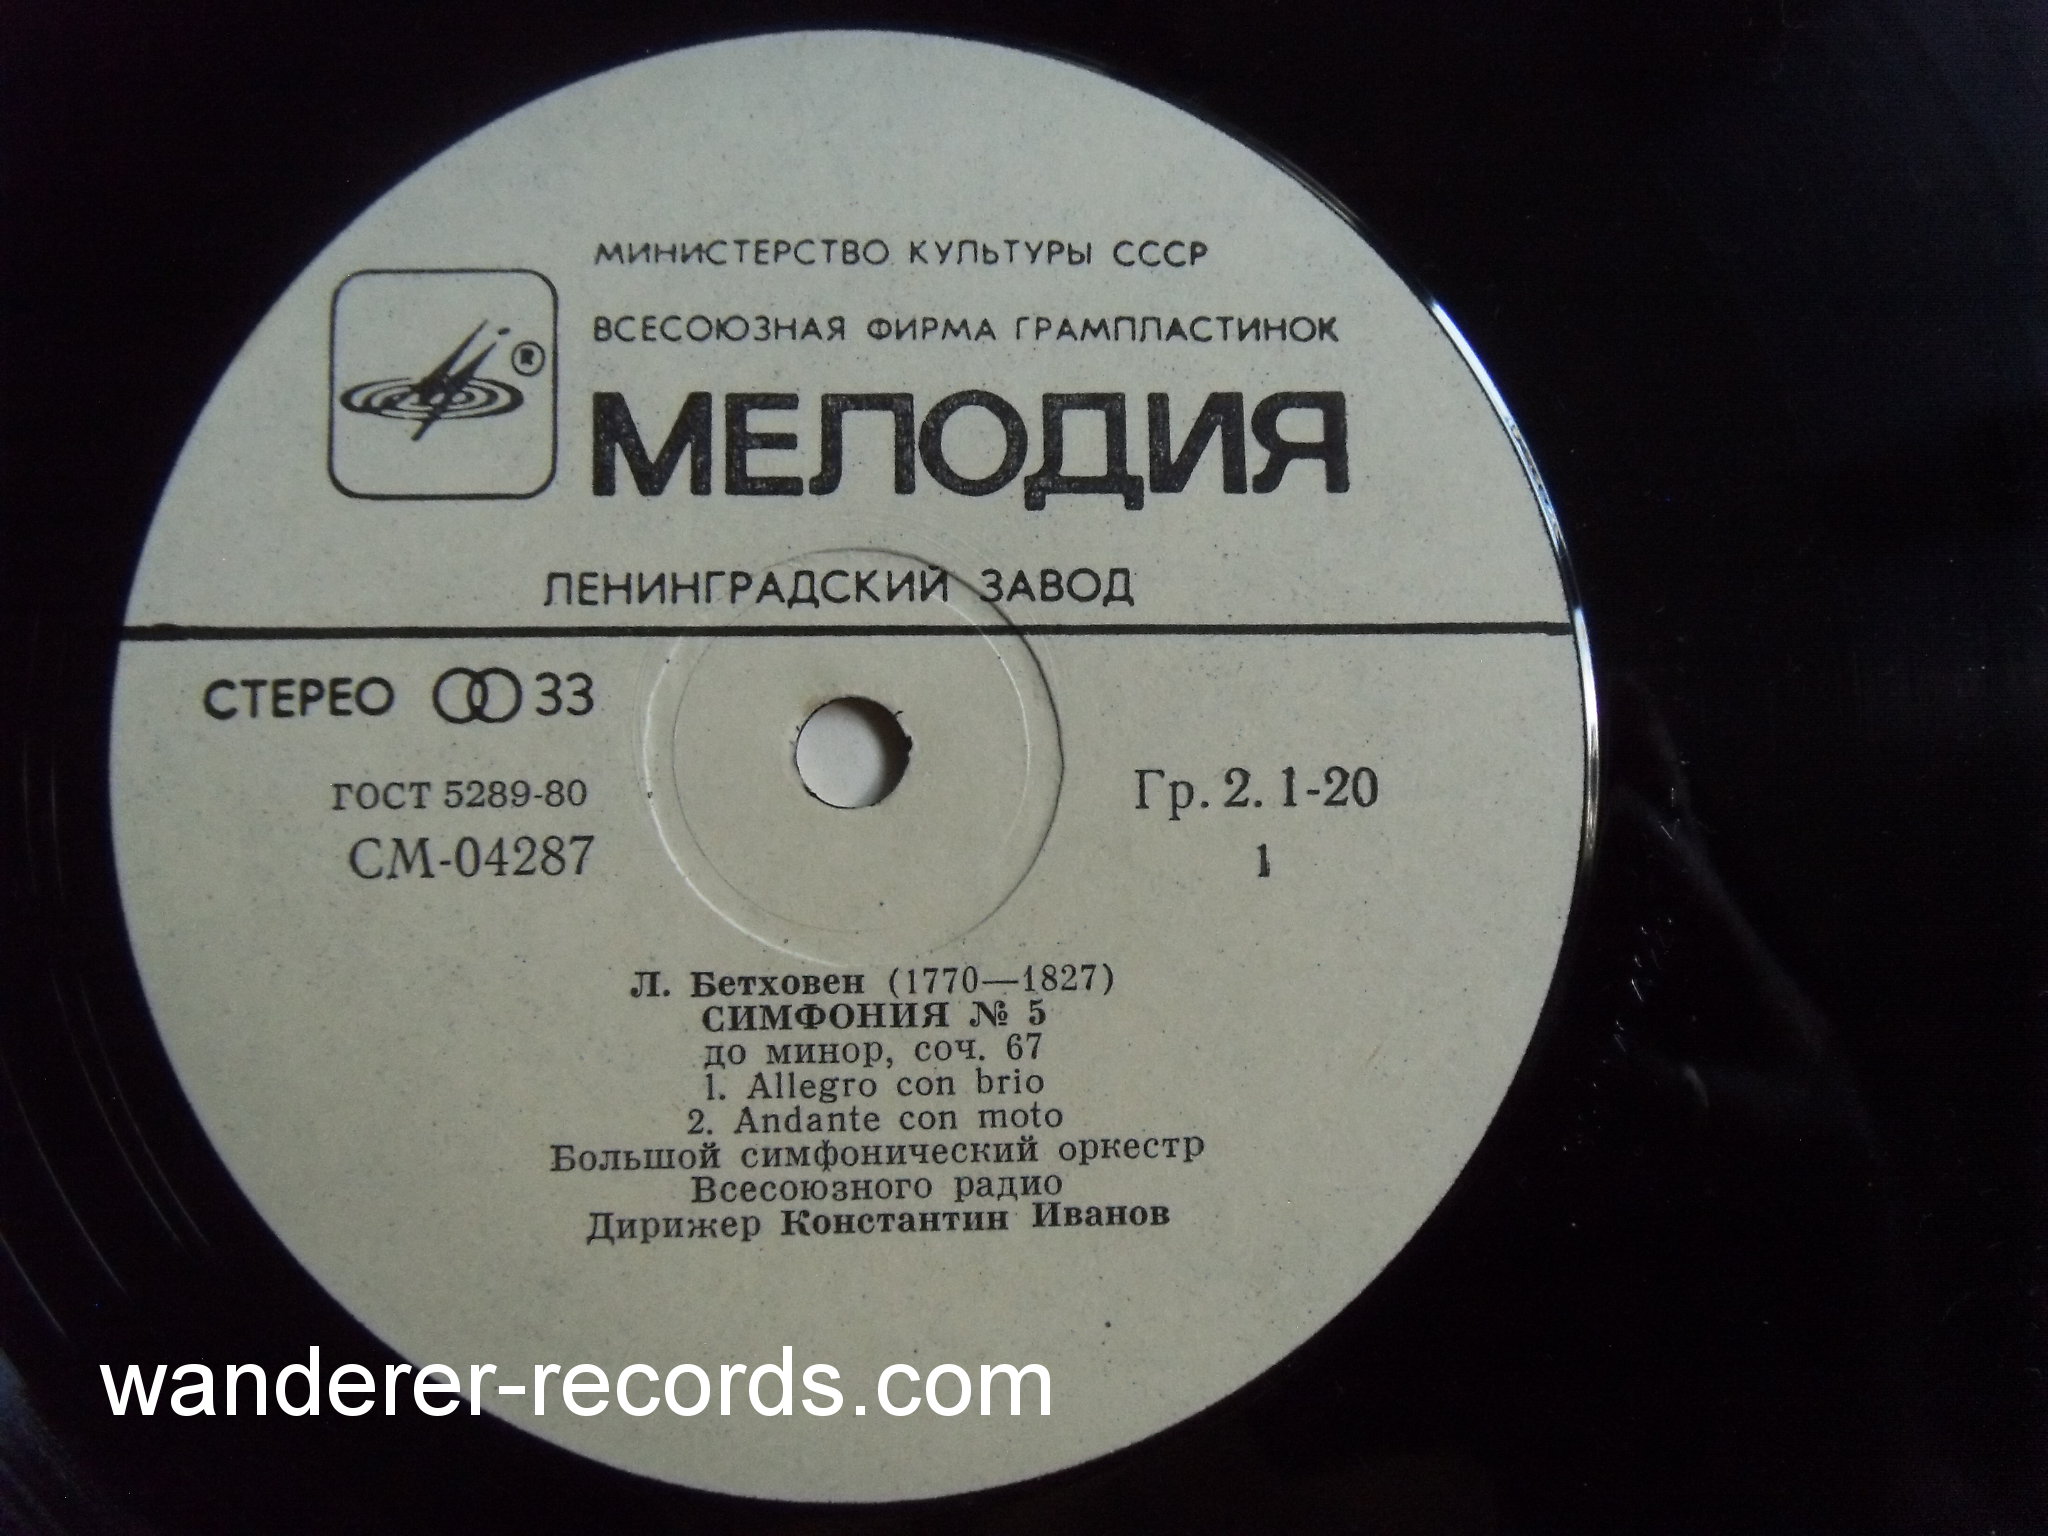 МИНИСТЕРСТВО КУЛЬТУРЫ СССР
ВСЕСОЮЗНАЯ ФИРМА ГРАМПЛАСТИНОК
®
МЕЛОДИЯ
ЛЕНИНГРАДСКИЙ ЗАВОД
СТЕРЕО 33
ГОСТ 5289-80
СМ-04287
Гр. 2. 1-20
1
Л. Бетховен (1770—1827)
СИМФОНИЯ № 5
до минор, соч. 67
1. Allegro con brio
2. Andante con moto
Большой симфонический оркестр
Всесоюзного радио
Дирижер Константин Иванов
wanderer-records.com